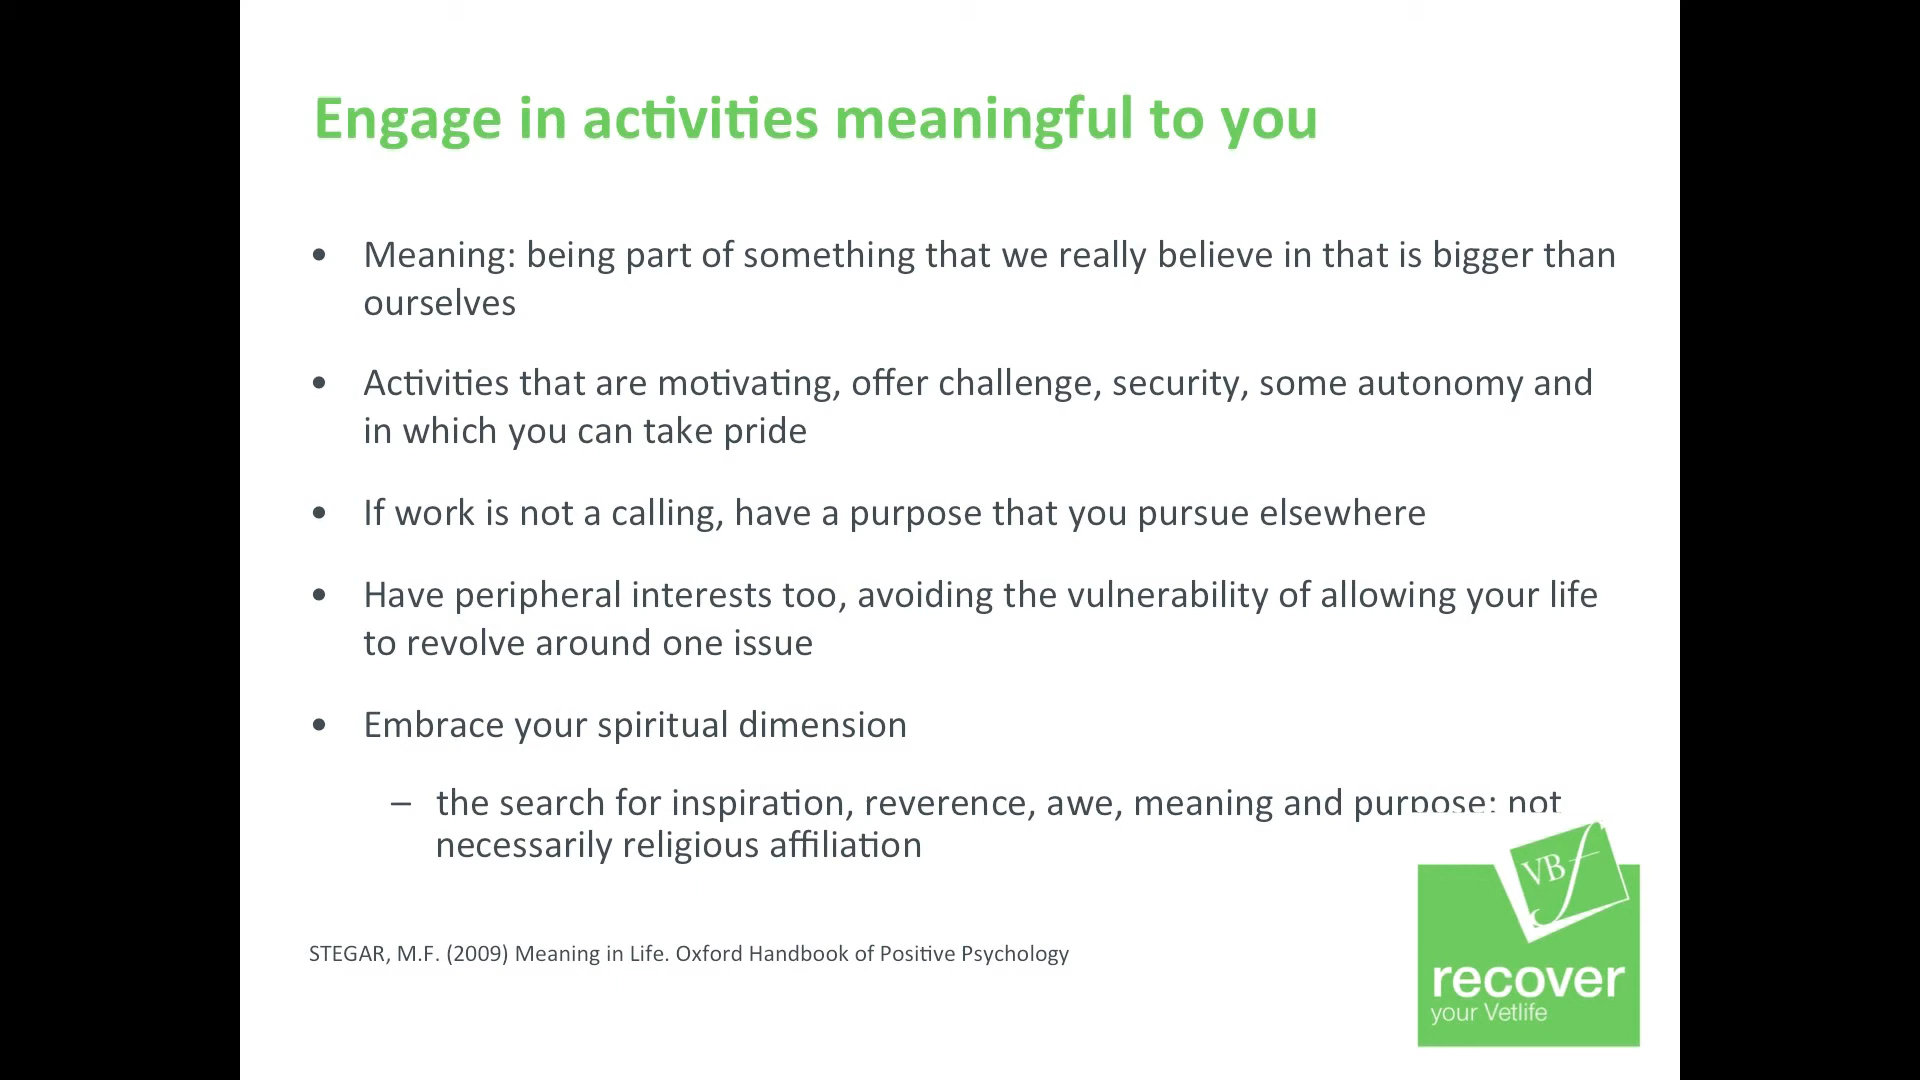 Engage in activities meaningful to you
• Meaning: being part of something that we really believe in that is bigger than
ourselves
• Activities that are motivating, offer challenge, security, some autonomy and
in which you can take pride
• If work is not a calling, have a purpose that you pursue elsewhere
• Have peripheral interests too, avoiding the vulnerability of allowing your life
to revolve around one issue
• Embrace your spiritual dimension
– the search for inspiration, reverence, awe, meaning and purpose: not
necessarily religious affiliation
STEGAR, M.F. (2009) Meaning in Life. Oxford Handbook of Positive Psychology
VBf
recover
your Vetlife